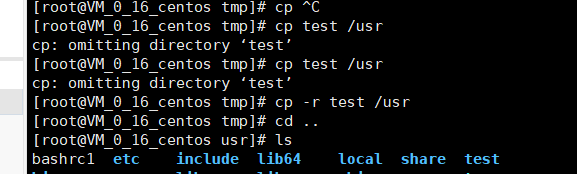 [root@VM_0_16_centos tmp]# cp ^C
[root@VM_0_16_centos tmp]# cp test /usr
cp: omitting directory ‘test’
[root@VM_0_16_centos tmp]# cp test /usr
cp: omitting directory ‘test’
[root@VM_0_16_centos tmp]# cp -r test /usr
[root@VM_0_16_centos tmp]# cd ..
[root@VM_0_16_centos usr]# ls
bashrc1 etc include lib64 local share test